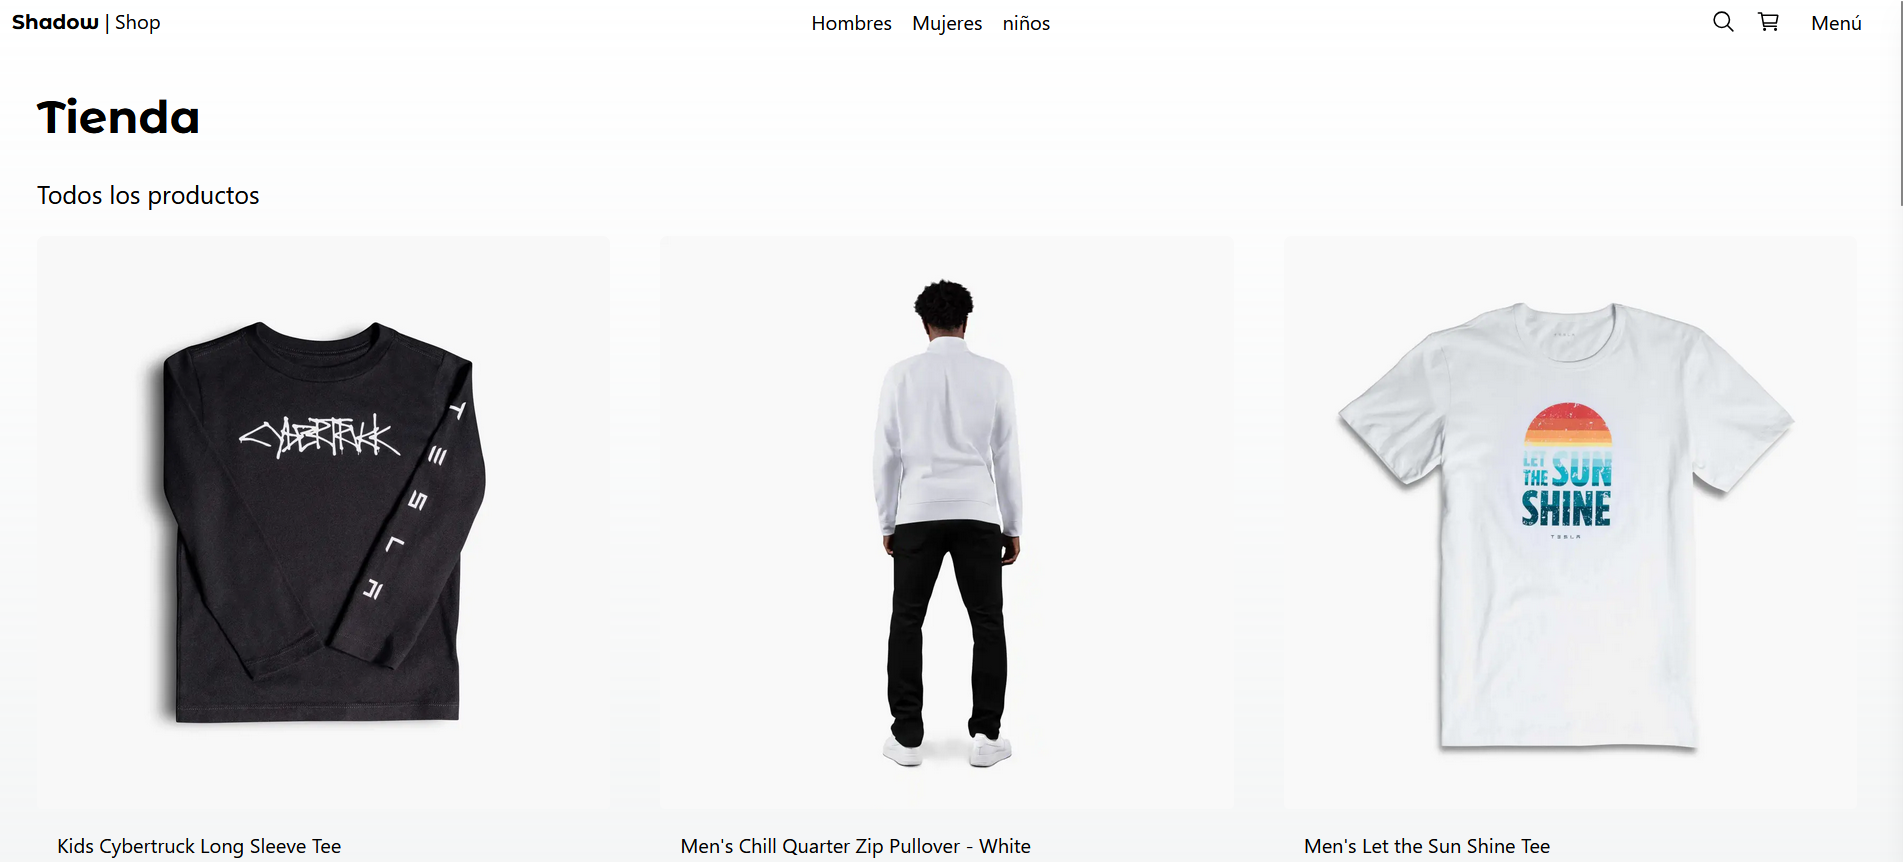 Shadow | Shop
Hombres Mujeres niños
Menú
Tienda
Todos los productos
CYBERTRUCK
TESLA
TESLA
LET
THE SUN
SHINE
TESLA
Kids Cybertruck Long Sleeve Tee
Men's Chill Quarter Zip Pullover - White
Men's Let the Sun Shine Tee